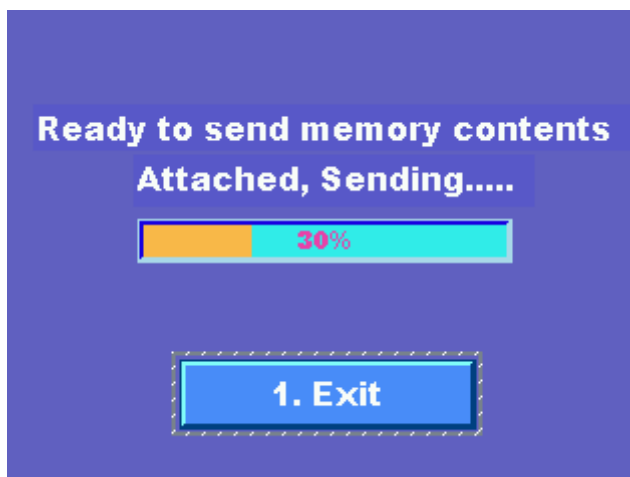 Ready to send memory contents
Attached, Sending.....
30%
1. Exit